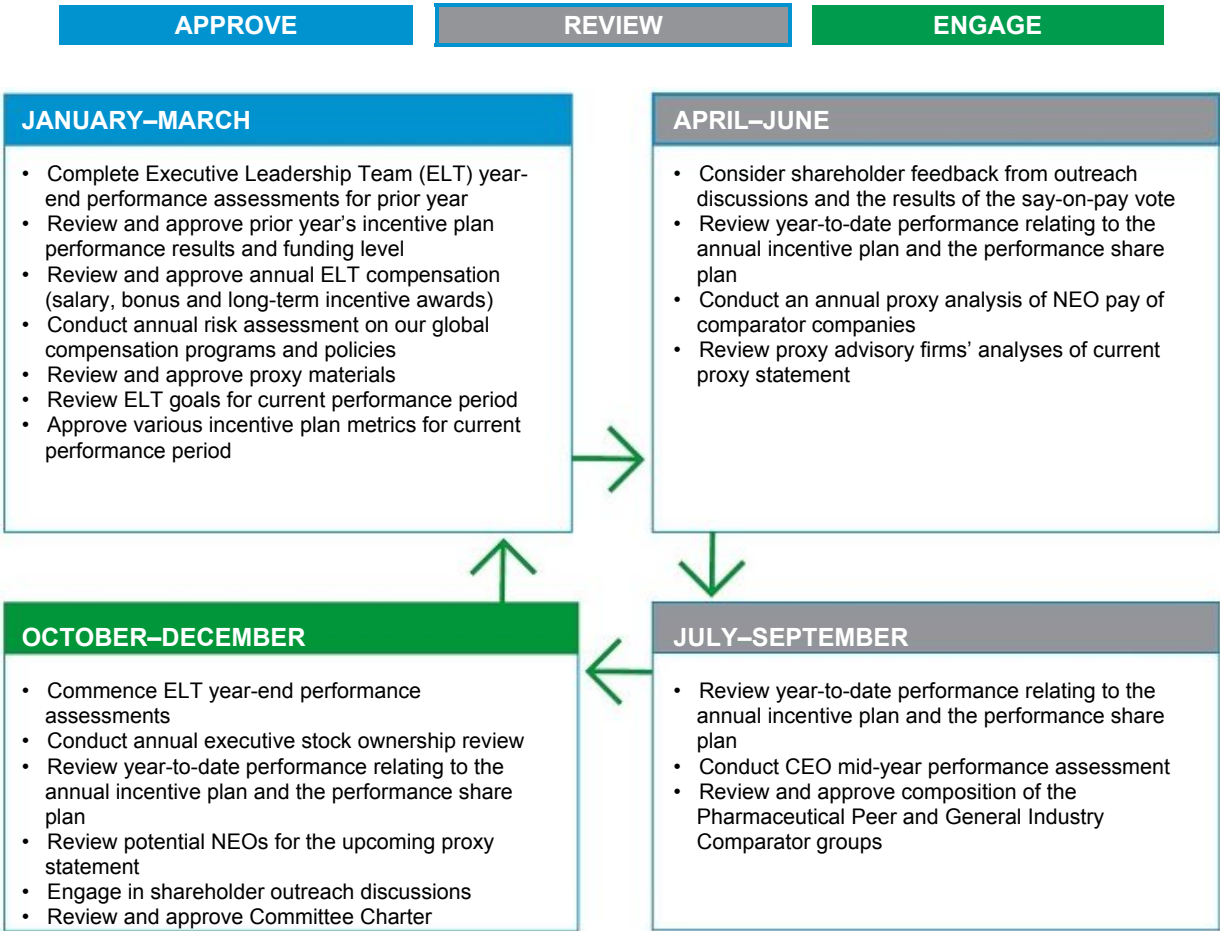 APPROVE
REVIEW
ENGAGE
JANUARY–MARCH
• Complete Executive Leadership Team (ELT) year-
end performance assessments for prior year
• Review and approve prior year’s incentive plan
performance results and funding level
• Review and approve annual ELT compensation
(salary, bonus and long-term incentive awards)
• Conduct annual risk assessment on our global
compensation programs and policies
• Review and approve proxy materials
• Review ELT goals for current performance period
• Approve various incentive plan metrics for current
performance period
APRIL–JUNE
• Consider shareholder feedback from outreach
discussions and the results of the say-on-pay vote
• Review year-to-date performance relating to the
annual incentive plan and the performance share
plan
• Conduct an annual proxy analysis of NEO pay of
comparator companies
• Review proxy advisory firms’ analyses of current
proxy statement
JULY–SEPTEMBER
• Review year-to-date performance relating to the
annual incentive plan and the performance share
plan
• Conduct CEO mid-year performance assessment
• Review and approve composition of the
Pharmaceutical Peer and General Industry
Comparator groups
OCTOBER–DECEMBER
• Commence ELT year-end performance
assessments
• Conduct annual executive stock ownership review
• Review year-to-date performance relating to the
annual incentive plan and the performance share
plan
• Review potential NEOs for the upcoming proxy
statement
• Engage in shareholder outreach discussions
• Review and approve Committee Charter